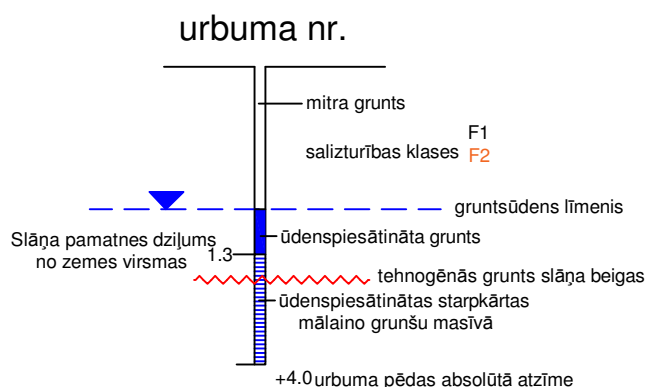 urbuma nr.
mitra grunts
F1
salizturības klases F2
gruntsūdens līmenis
Slāņa pamatnes dziļums
no zemes virsmas
ūdenspiesātināta grunts
1.3
tehnogēnās grunts slāņa beigas
ūdenspiesātinātas starpkārtas
mālaino grunšu masīvā
+4.0 urbuma pēdas absolūtā atzīme